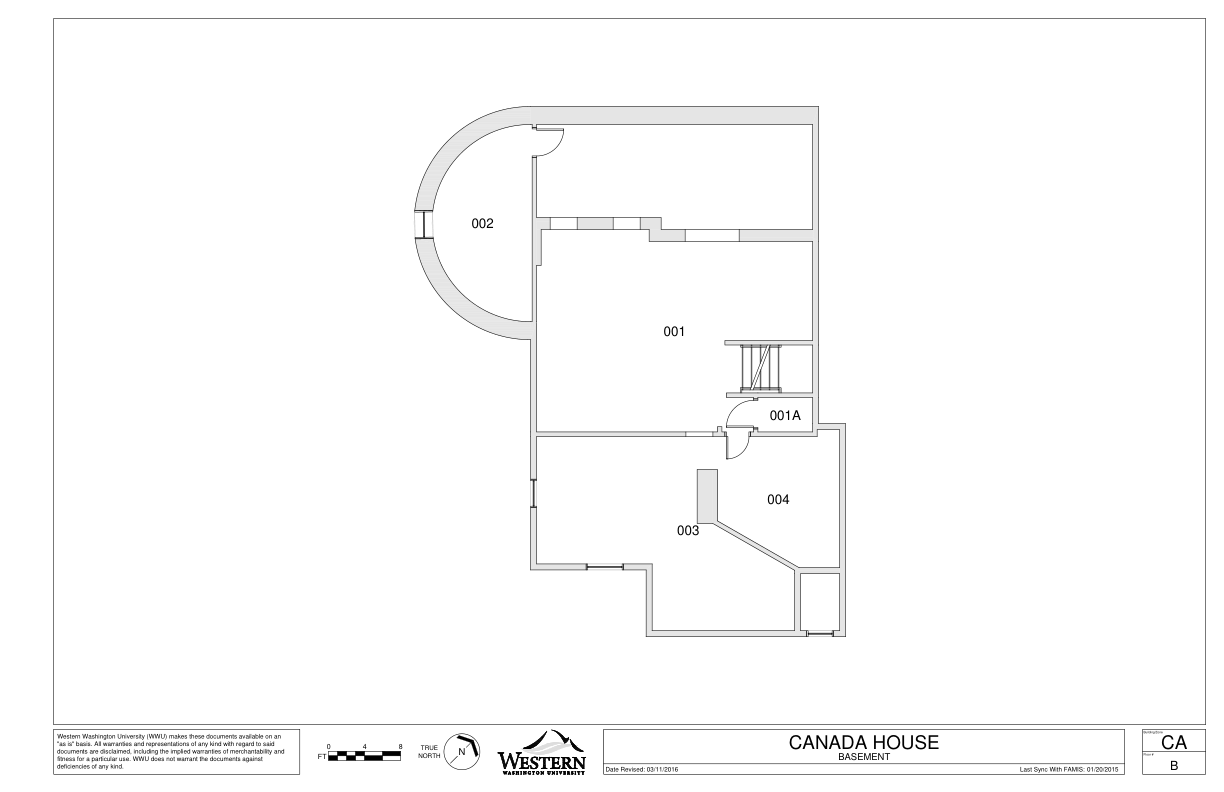 002
001
001A
004
003
Western Washington University (WWU) makes these documents available on an
"as is" basis. All warranties and representations of any kind with regard to said
documents are disclaimed, including the implied warranties of merchantability and
fitness for a particular use. WWU does not warrant the documents against
deficiencies of any kind.
0 4 8
FT
TRUE
NORTH
N
WESTERN
WASHINGTON UNIVERSITY
CANADA HOUSE
BASEMENT
Date Revised: 03/11/2016
Last Sync With FAMIS: 01/20/2015
CA
B